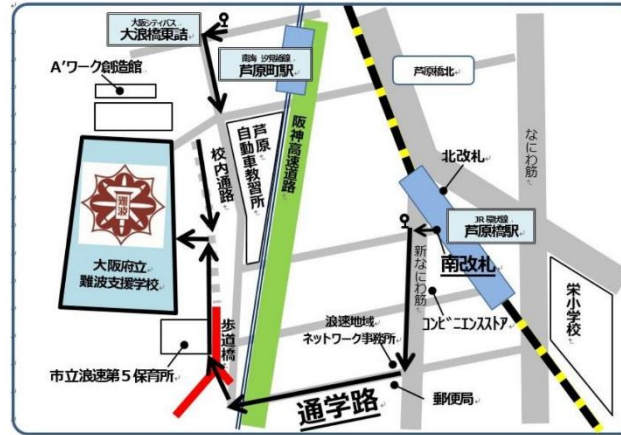 大阪シティバス
大浪橋東詰
A'ワーク創造館
南海 汐見橋線
芦原町駅
芦原橋北
阪神高速道路
芦原
自動車教習所
校内通路
なにわ筋
北改札
JR 環状線
芦原橋駅
南改札
新なにわ筋
難波
大阪府立
難波支援学校
栄小学校
コンビニエンスストア
浪速地域
ネットワーク事務所
歩道橋
市立浪速第5保育所
通学路
郵便局